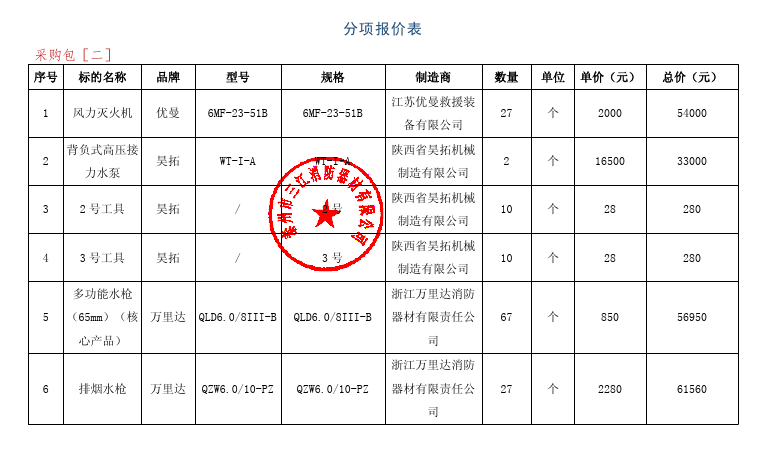 分项报价表
采购包［二］
序号 标的名称 品牌 型号 规格 制造商 数量 单位 单价（元） 总价（元）
1 风力灭火机 优曼 6MF-23-51B 6MF-23-51B 江苏优曼救援装备有限公司 27 个 2000 54000
2 背负式高压接力水泵 昊拓 WT-I-A WT-I-A 陕西省昊拓机械制造有限公司 2 个 16500 33000
3 2号工具 昊拓 / 2号 陕西省昊拓机械制造有限公司 10 个 28 280
4 3号工具 昊拓 / 3号 陕西省昊拓机械制造有限公司 10 个 28 280
5 多功能水枪（65mm）（核心产品） 万里达 QLD6.0/8III-B QLD6.0/8III-B 浙江万里达消防器材有限责任公司 67 个 850 56950
6 排烟水枪 万里达 QZW6.0/10-PZ QZW6.0/10-PZ 浙江万里达消防器材有限责任公司 27 个 2280 61560
泰州市三江消防器材有限公司